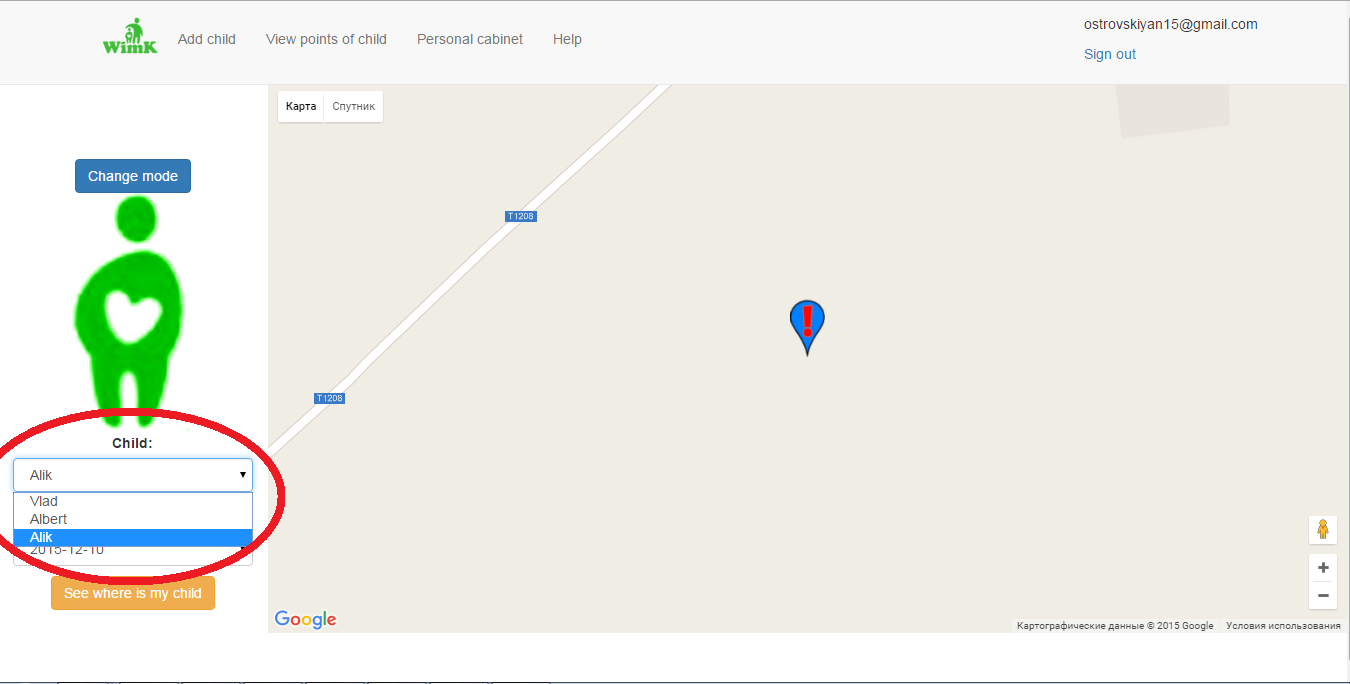 WimK
Add child
View points of child
Personal cabinet
Help
ostrovskiyan15@gmail.com
Sign out
Change mode
Child:
Alik
Vlad
Albert
Alik
2015-12-10
See where is my child
Карта
Спутник
T1208
T1208
Google
Картографические данные © 2015 Google
Условия использования